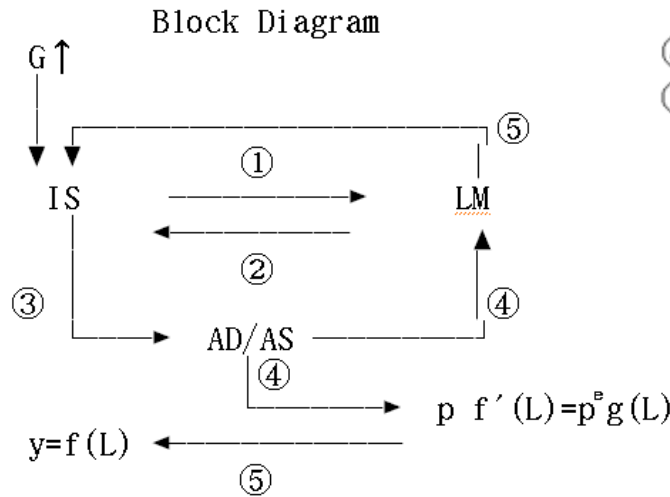 Block Diagram
G↑
⑤
①
IS
LM
②
③
④
AD/AS
④
p f′(L)=pᵉg(L)
y=f(L)
⑤